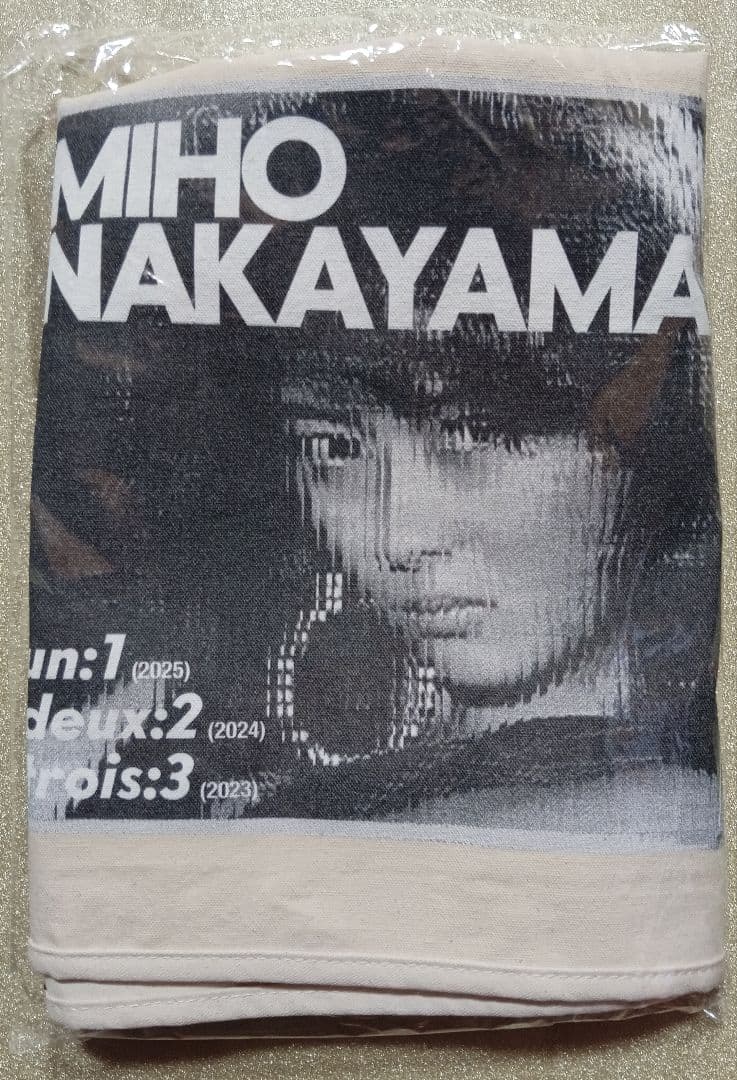 MIHO
NAKAYAMA
un:1 (2025)
deux:2 (2024)
trois:3 (2023)